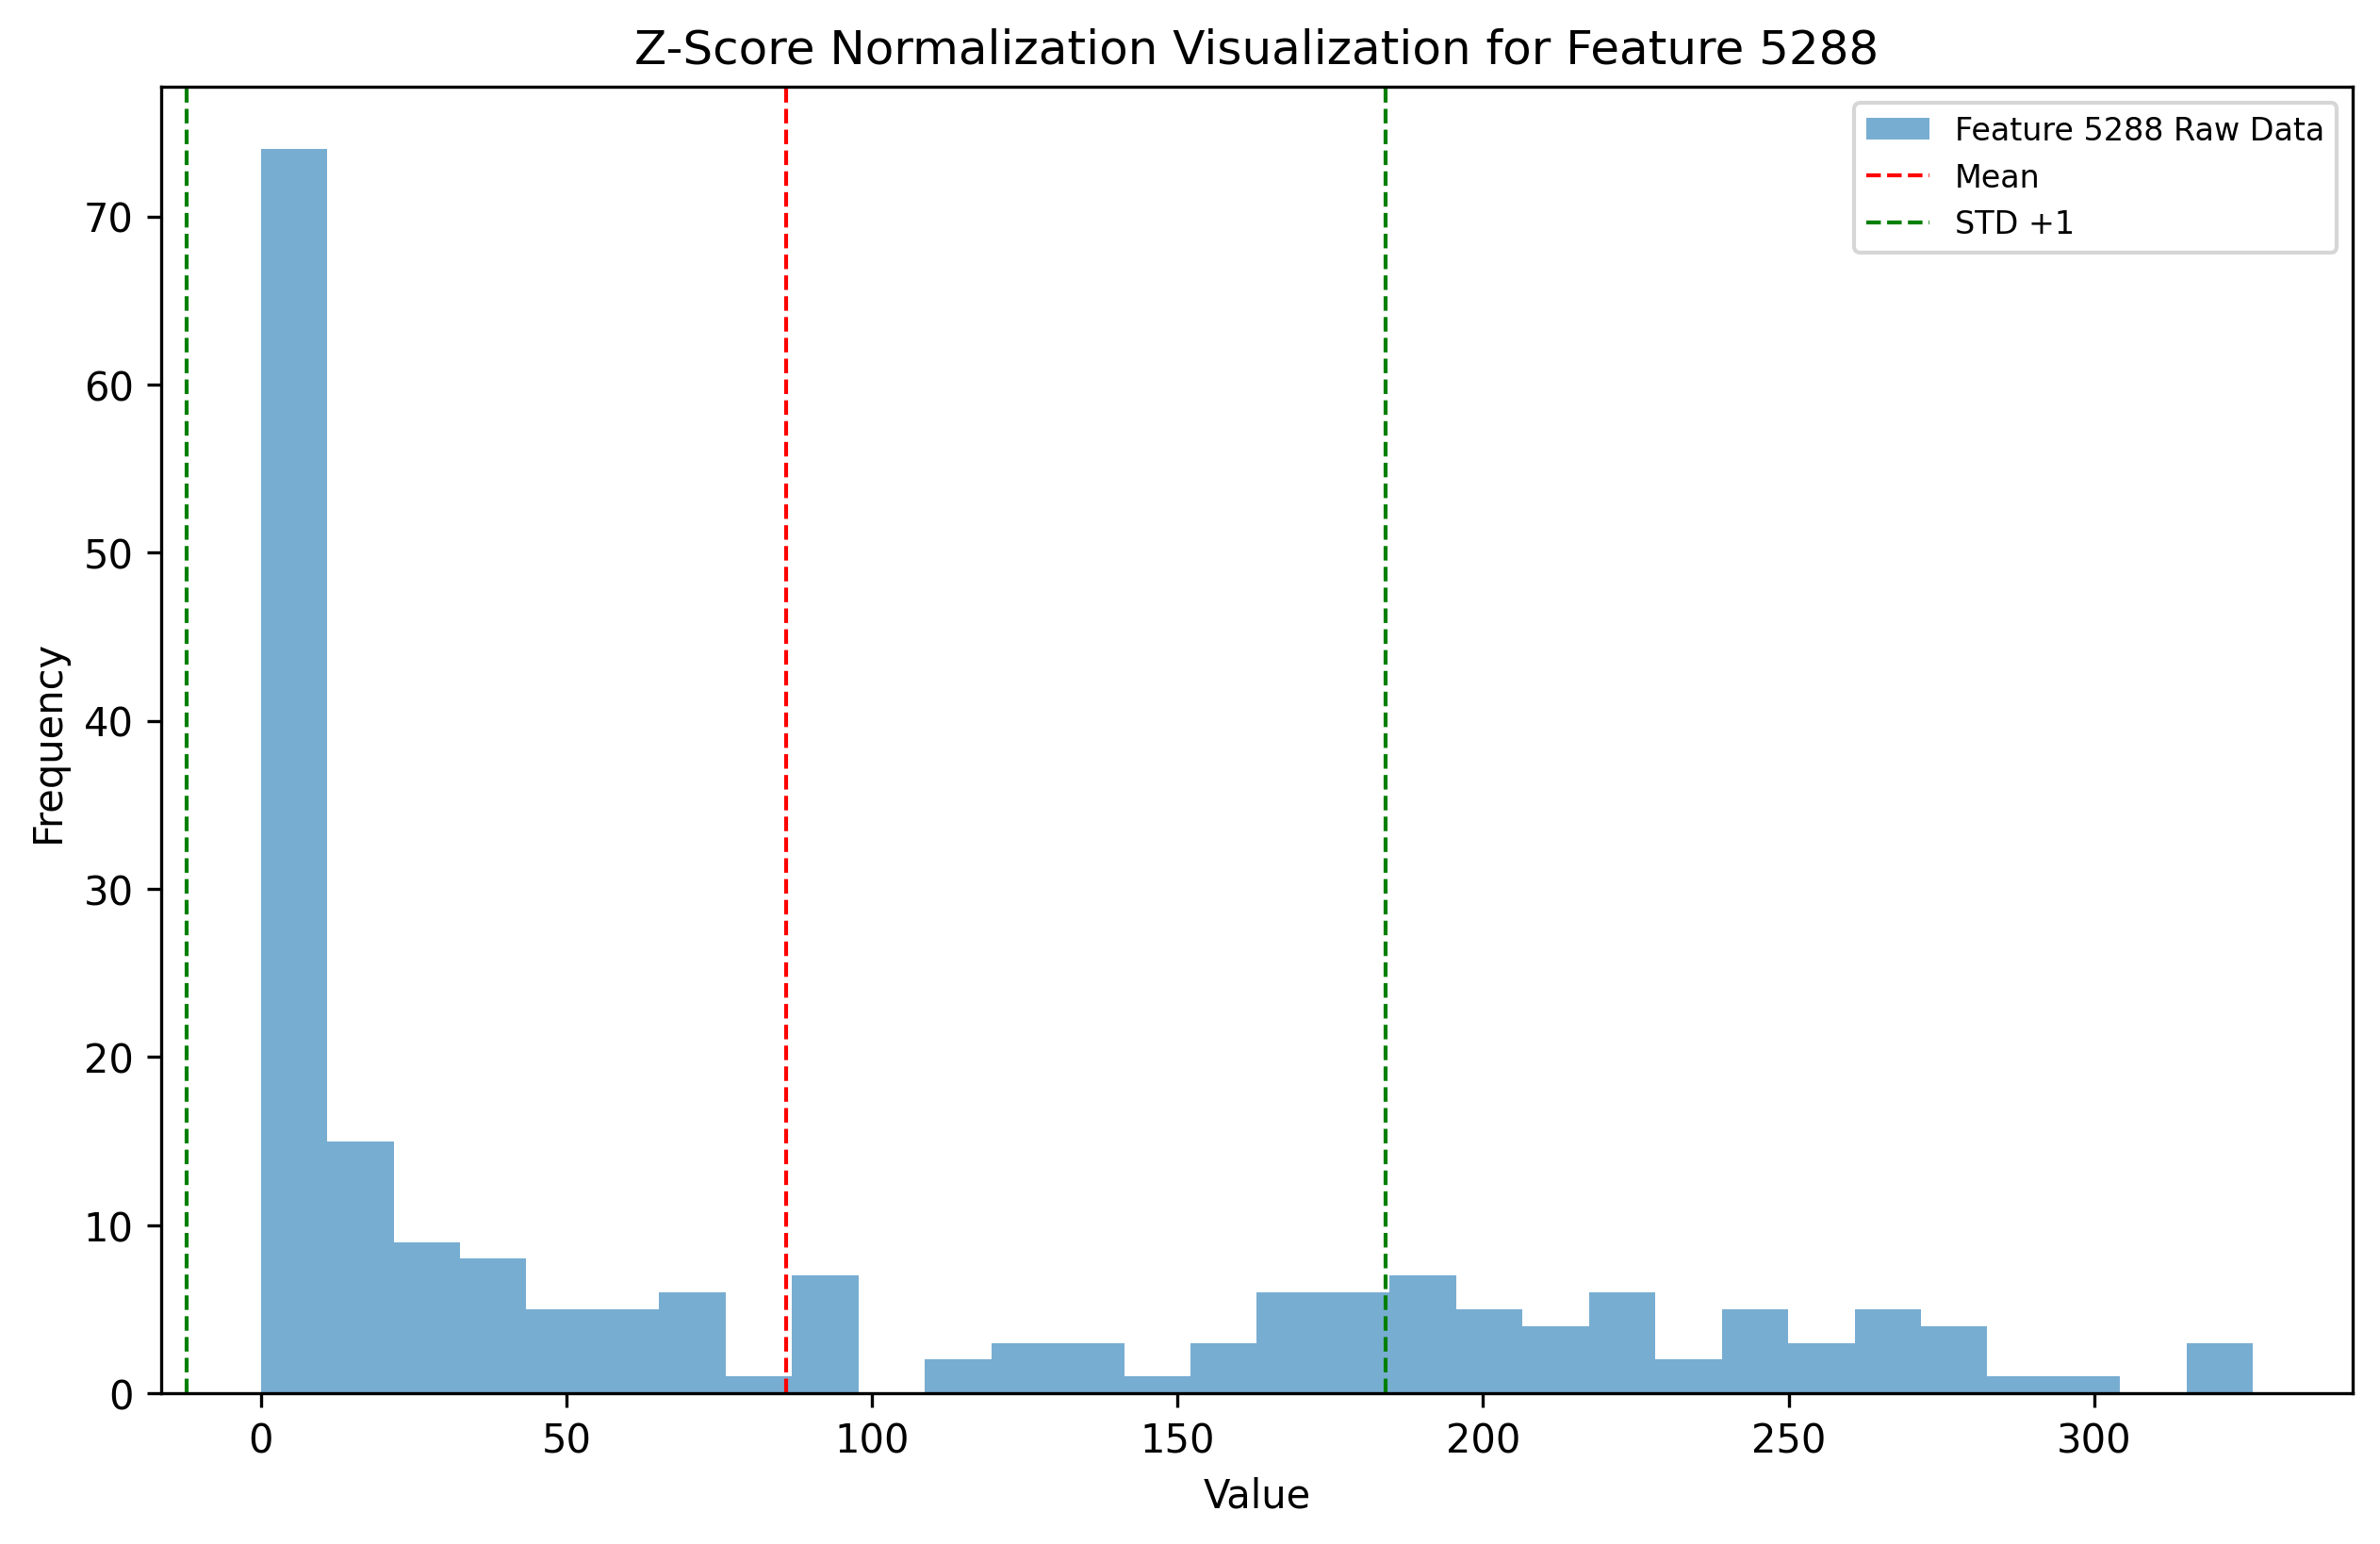 Z-Score Normalization Visualization for Feature 5288
Feature 5288 Raw Data
Mean
STD +1
70
60
50
40
30
20
10
0
Frequency
0 50 100 150 200 250 300
Value